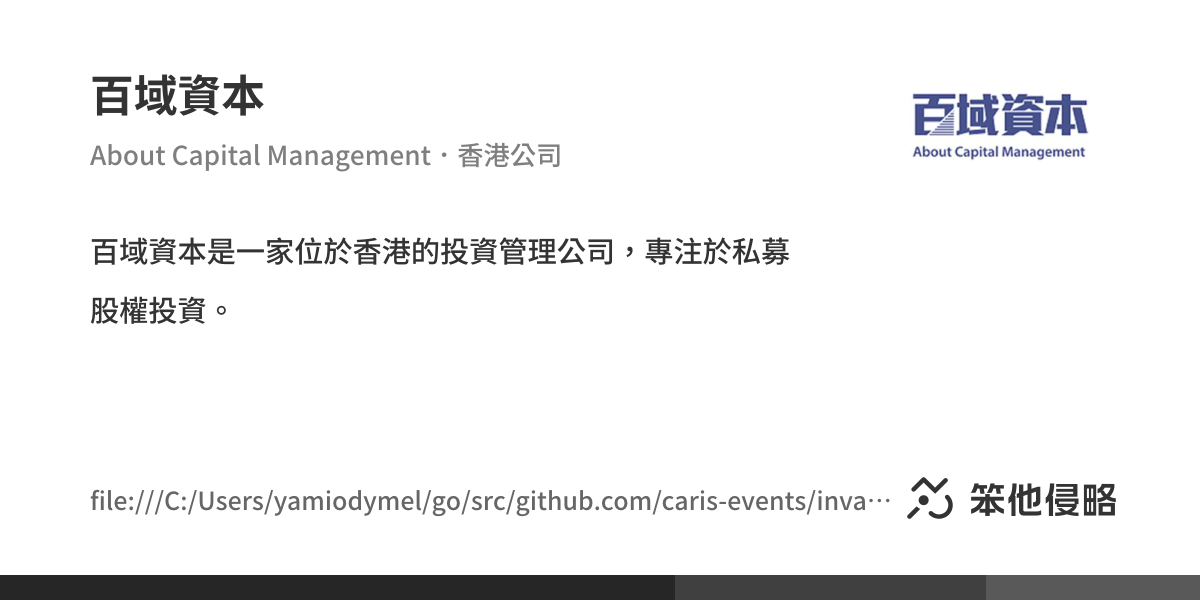 百域資本
About Capital Management・香港公司
百域資本
About Capital Management
百域資本是一家位於香港的投資管理公司，專注於私募
股權投資。
file:///C:/Users/yamiodymel/go/src/github.com/caris-events/inva…
笨他侵略